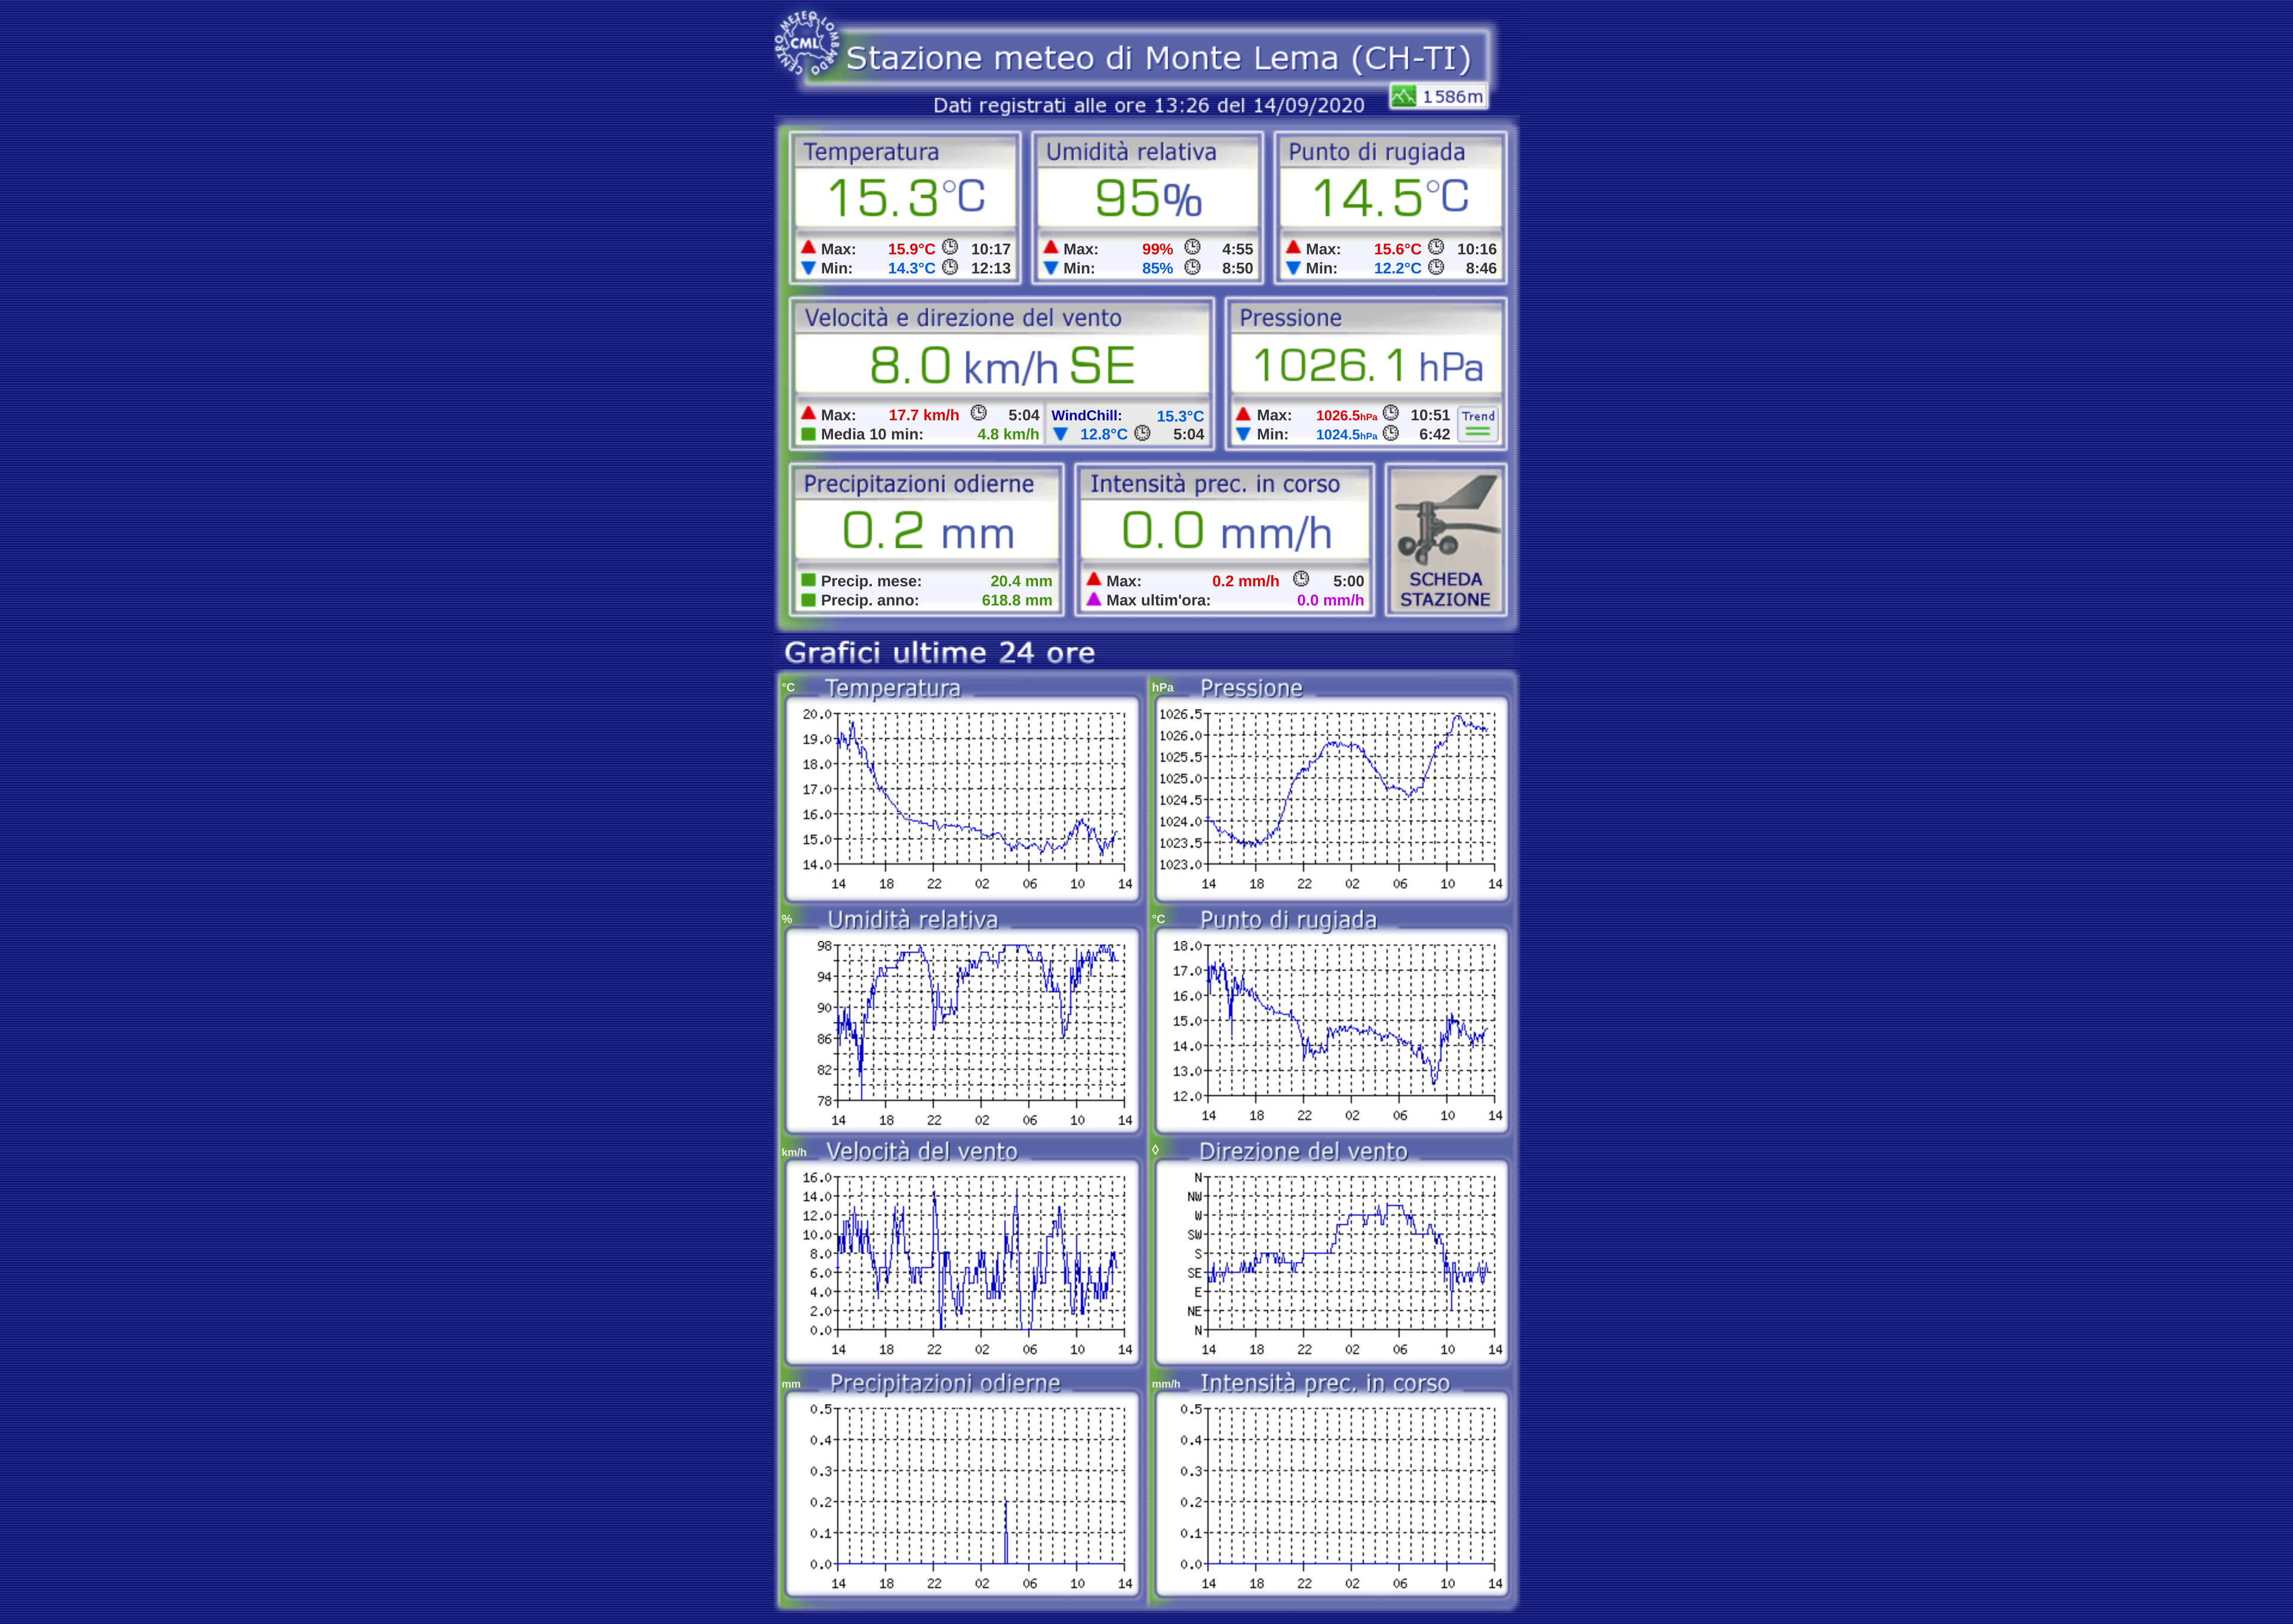 CENTRO METEO LOMBARDO
CML
Stazione meteo di Monte Lema (CH-TI)
Dati registrati alle ore 13:26 del 14/09/2020
1586m
Temperatura
15.3°C
Max: 15.9°C 10:17
Min: 14.3°C 12:13
Umidità relativa
95%
Max: 99% 4:55
Min: 85% 8:50
Punto di rugiada
14.5°C
Max: 15.6°C 10:16
Min: 12.2°C 8:46
Velocità e direzione del vento
8.0 km/h SE
Max: 17.7 km/h 5:04
Media 10 min: 4.8 km/h
WindChill: 15.3°C
12.8°C 5:04
Pressione
1026.1 hPa
Max: 1026.5hPa 10:51
Min: 1024.5hPa 6:42
Trend
Precipitazioni odierne
0.2 mm
Precip. mese: 20.4 mm
Precip. anno: 618.8 mm
Intensità prec. in corso
0.0 mm/h
Max: 0.2 mm/h 5:00
Max ultim'ora: 0.0 mm/h
SCHEDA
STAZIONE
Grafici ultime 24 ore
°C Temperatura
20.0
19.0
18.0
17.0
16.0
15.0
14.0
14 18 22 02 06 10 14
hPa Pressione
1026.5
1026.0
1025.5
1025.0
1024.5
1024.0
1023.5
1023.0
14 18 22 02 06 10 14
% Umidità relativa
98
94
90
86
82
78
14 18 22 02 06 10 14
°C Punto di rugiada
18.0
17.0
16.0
15.0
14.0
13.0
12.0
14 18 22 02 06 10 14
km/h Velocità del vento
16.0
14.0
12.0
10.0
8.0
6.0
4.0
2.0
0.0
14 18 22 02 06 10 14
◊ Direzione del vento
N
NW
W
SW
S
SE
E
NE
N
14 18 22 02 06 10 14
mm Precipitazioni odierne
0.5
0.4
0.3
0.2
0.1
0.0
14 18 22 02 06 10 14
mm/h Intensità prec. in corso
0.5
0.4
0.3
0.2
0.1
0.0
14 18 22 02 06 10 14